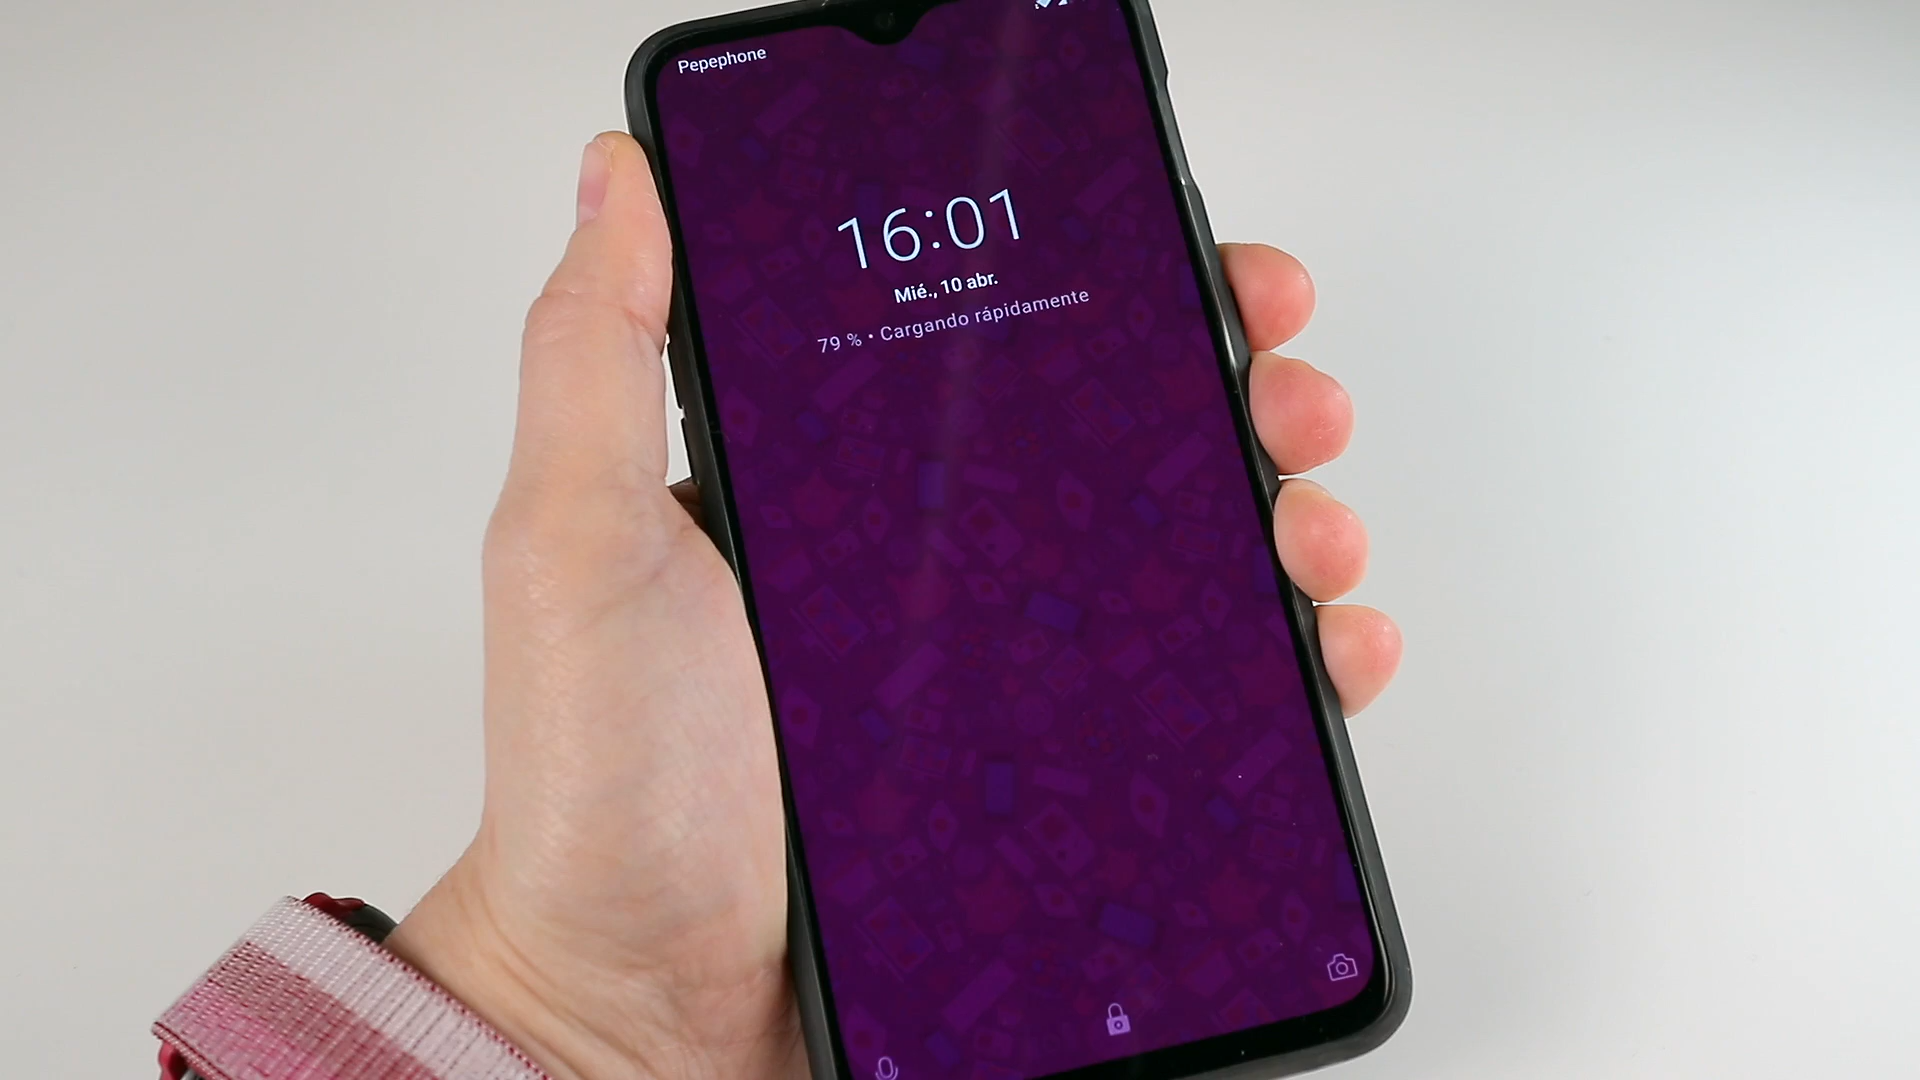 Pepephone
16:01
Mié., 10 abr.
79 % • Cargando rápidamente